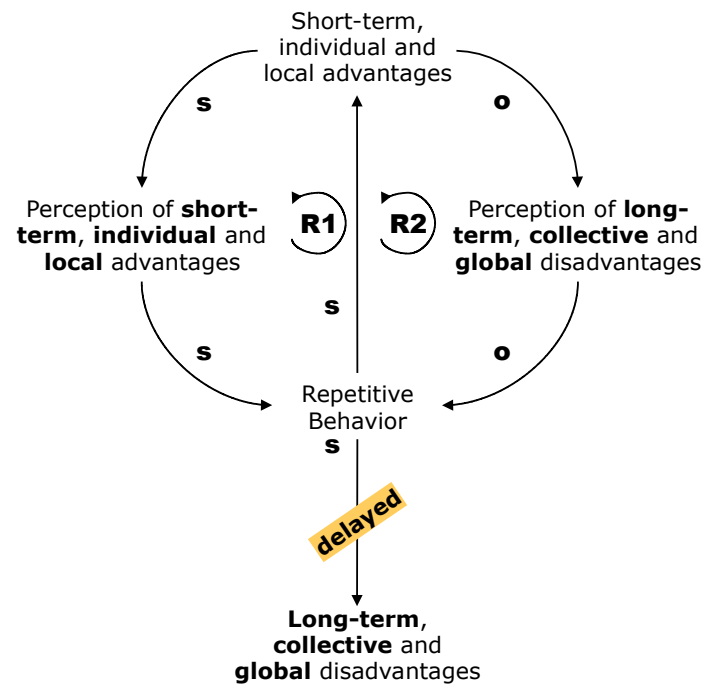 Short-term,
individual and
local advantages
s
o
Perception of short-
term, individual and
local advantages
R1
R2
Perception of long-
term, collective and
global disadvantages
s
s
o
Repetitive
Behavior
s
delayed
Long-term,
collective and
global disadvantages